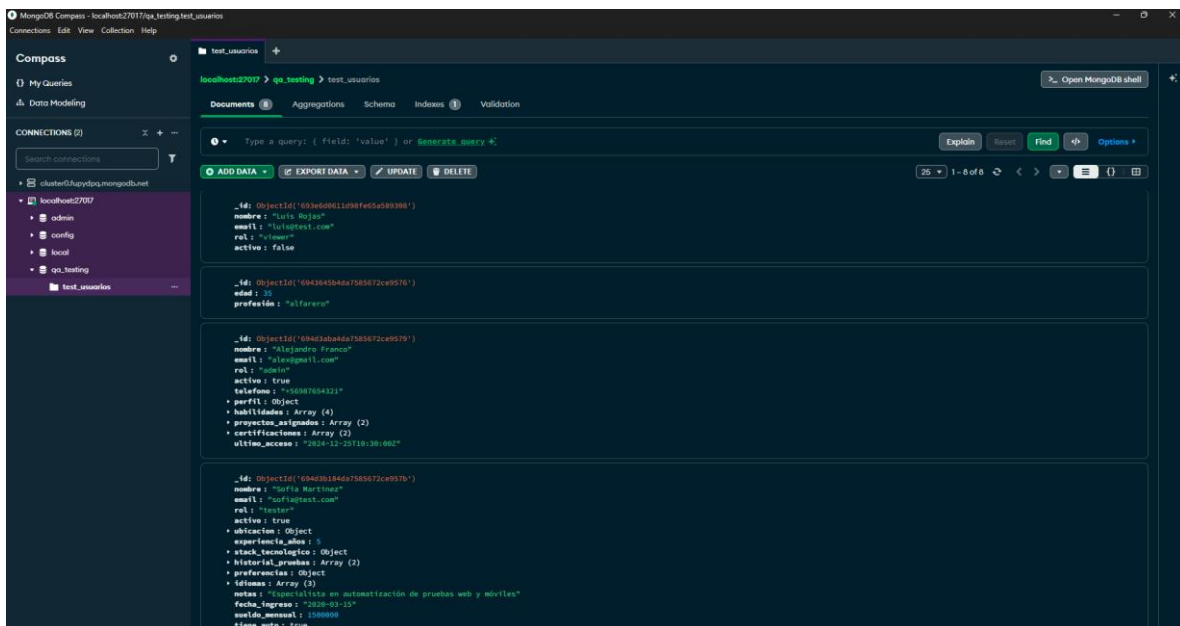 MongoDB Compass - localhost:27017/qa_testing.test_usuarios
Connections Edit View Collection Help
Compass
test_usuarios
{} My Queries
Data Modeling
localhost:27017 > qa_testing > test_usuarios
>_ Open MongoDB shell
Documents 8 Aggregations Schema Indexes 1 Validation
CONNECTIONS (2)
Search connections
Type a query: { field: 'value' } or Generate query
Explain Reset Find </> Options
ADD DATA EXPORT DATA UPDATE DELETE
25 1 - 8 of 8
cluster0.fupydpq.mongodb.net
localhost:27017
admin
config
local
qa_testing
test_usuarios
_id: ObjectId('693e6d0611d98fe65a589308')
nombre : "Luis Rojas"
email : "luis@test.com"
rol : "viewer"
activo : false
_id: ObjectId('6943645b4da7585672ce9576')
edad : 35
profesión : "alfarero"
_id: ObjectId('694d3aba4da7585672ce9579')
nombre : "Alejandro Franco"
email : "alex@gmail.com"
rol : "admin"
activo : true
telefono : "+56987654321"
perfil : Object
habilidades : Array (4)
proyectos_asignados : Array (2)
certificaciones : Array (2)
ultimo_acceso : "2024-12-25T10:30:00Z"
_id: ObjectId('694d3b184da7585672ce957b')
nombre : "Sofía Martínez"
email : "sofia@test.com"
rol : "tester"
activo : true
ubicacion : Object
experiencia_años : 5
stack_tecnologico : Object
historial_pruebas : Array (2)
preferencias : Object
idiomas : Array (3)
notas : "Especialista en automatización de pruebas web y móviles"
fecha_ingreso : "2020-03-15"
sueldo_mensual : 1500000
tiene_auto : true